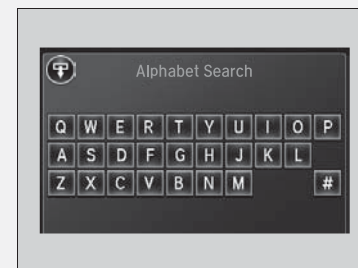 Alphabet Search
Q W E R T Y U I O P
A S D F G H J K L
Z X C V B N M #